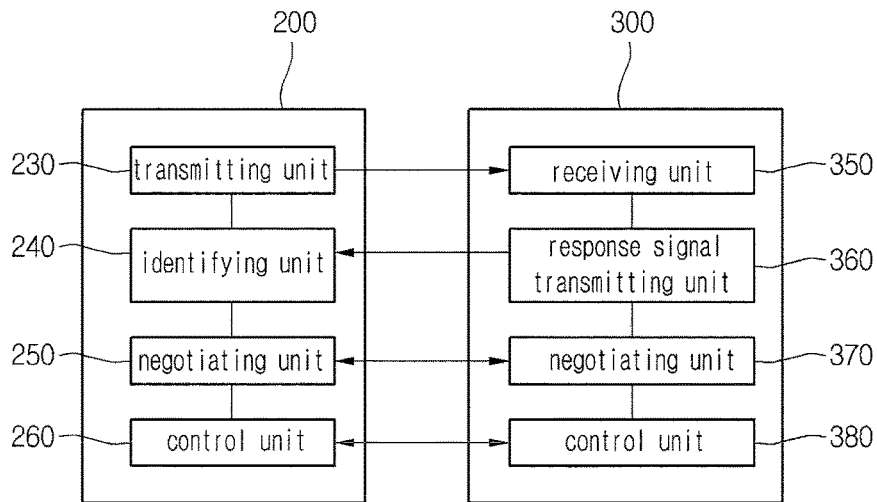 200
300
230
transmitting unit
receiving unit
350
240
identifying unit
response signal
transmitting unit
360
250
negotiating unit
negotiating unit
370
260
control unit
control unit
380